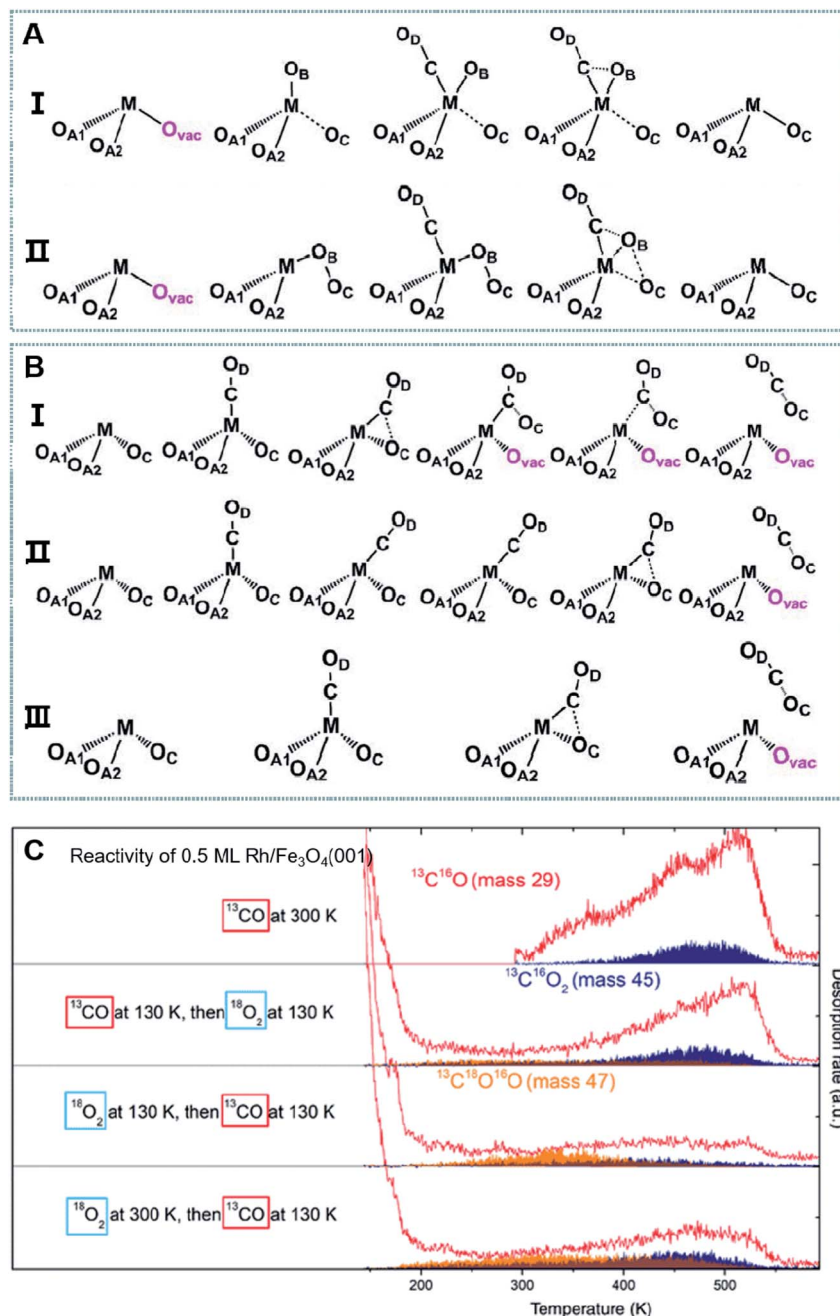 A
I
M OA1 OA2 Ovac
OB M OA1 OA2 OC
OD C OB M OA1 OA2 OC
OD C OB M OA1 OA2 OC
M OA1 OA2 OC
II
M OA1 OA2 Ovac
M OB OA1 OA2 OC
OD C M OB OA1 OA2 OC
OD C OB M OA1 OA2 OC
M OA1 OA2 OC
B
I
M OA1 OA2 OC
OD C M OA1 OA2 OC
OD C M OA1 OA2 OC
OD C OC M OA1 OA2 Ovac
OD C OC M OA1 OA2 Ovac
OD C OC M OA1 OA2 Ovac
II
M OA1 OA2 OC
OD C M OA1 OA2 OC
OD C M OA1 OA2 OC
OD C M OA1 OA2 OC
OD C M OA1 OA2 OC
OD C OC M OA1 OA2 Ovac
III
M OA1 OA2 OC
OD C M OA1 OA2 OC
OD C M OA1 OA2 OC
OD C OC M OA1 OA2 Ovac
C
Reactivity of 0.5 ML Rh/Fe₃O₄(001)
¹³C¹⁶O (mass 29)
¹³CO at 300 K
¹³C¹⁶O₂ (mass 45)
¹³CO at 130 K, then ¹⁸O₂ at 130 K
¹³C¹⁸O¹⁶O (mass 47)
¹⁸O₂ at 130 K, then ¹³CO at 130 K
¹⁸O₂ at 300 K, then ¹³CO at 130 K
Desorption rate (a.u.)
200 300 400 500
Temperature (K)